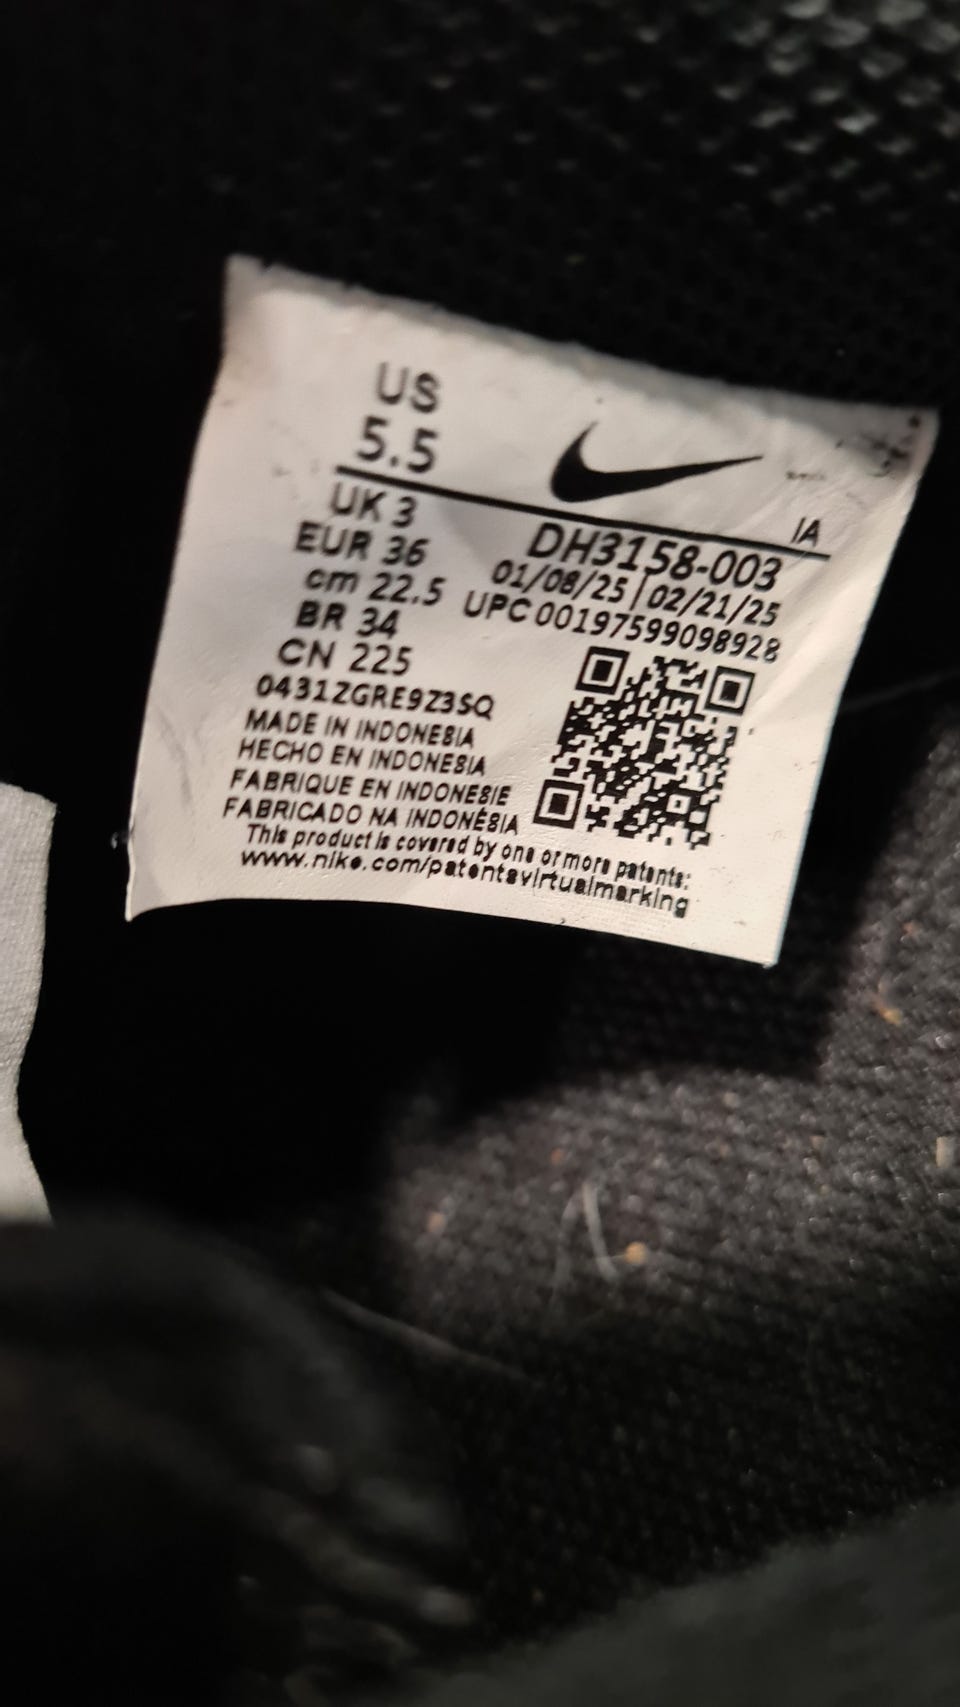 US
5.5
UK 3
EUR 36
cm 22.5
BR 34
CN 225
0431ZGRE9Z3SQ
MADE IN INDONESIA
HECHO EN INDONESIA
FABRIQUE EN INDONESIE
FABRICADO NA INDONÉSIA
IA
DH3158-003
01/08/25 | 02/21/25
UPC 00197599098928
This product is covered by one or more patents:
www.nike.com/patentsvirtualmarking